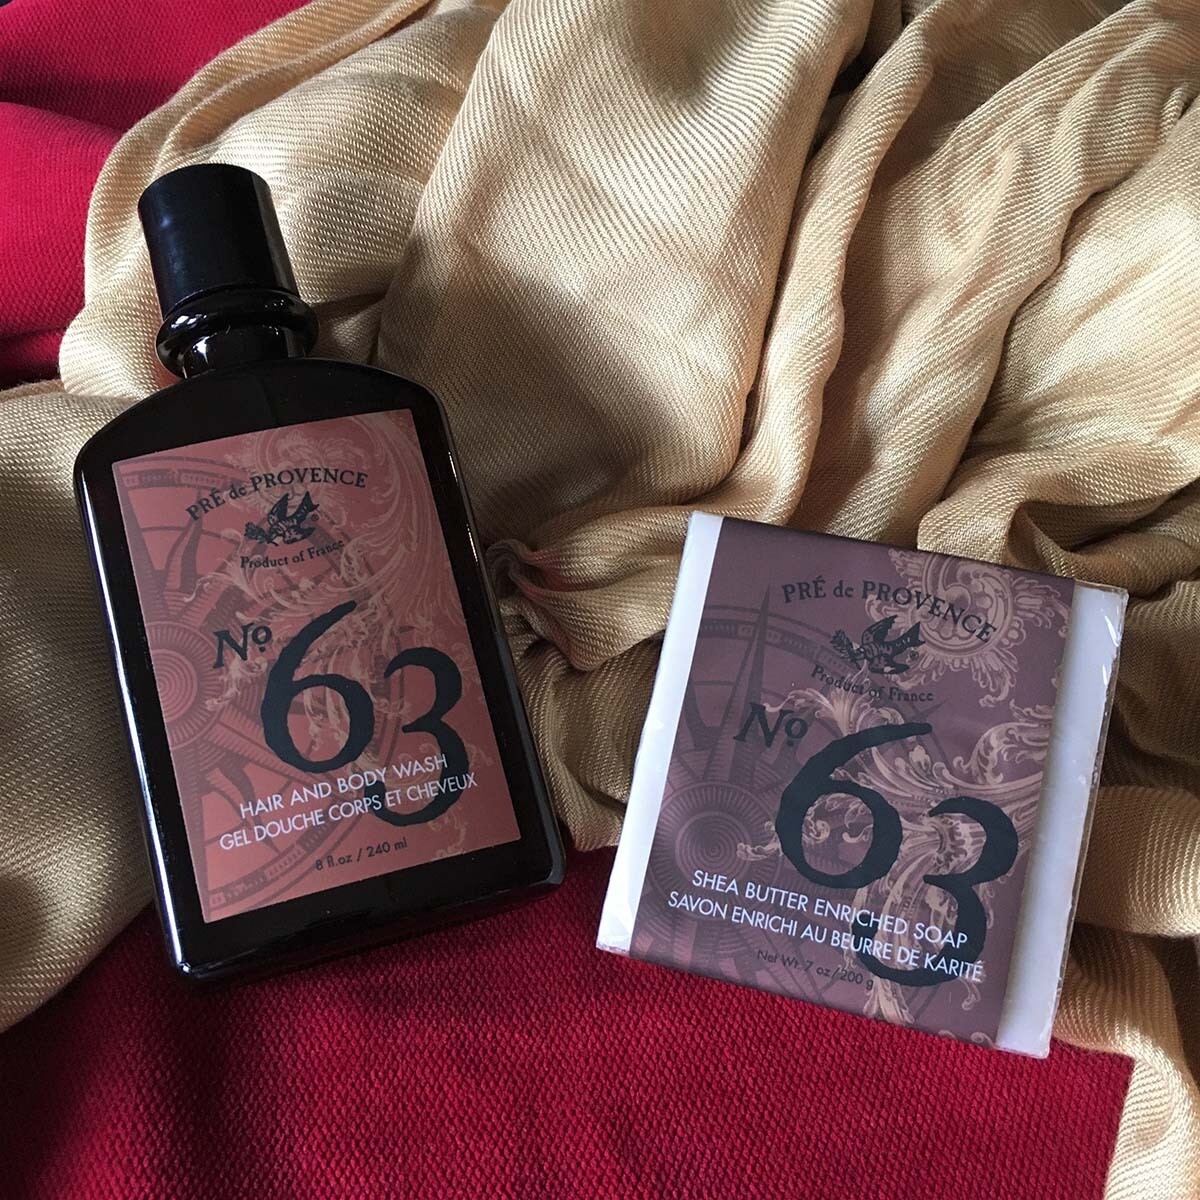 PRÉ de PROVENCE
Product of France
No 63
HAIR AND BODY WASH
GEL DOUCHE CORPS ET CHEVEUX
8 fl.oz / 240 ml
PRÉ de PROVENCE
Product of France
No 63
SHEA BUTTER ENRICHED SOAP
SAVON ENRICHI AU BEURRE DE KARITÉ
Net Wt. 7 oz/200 g